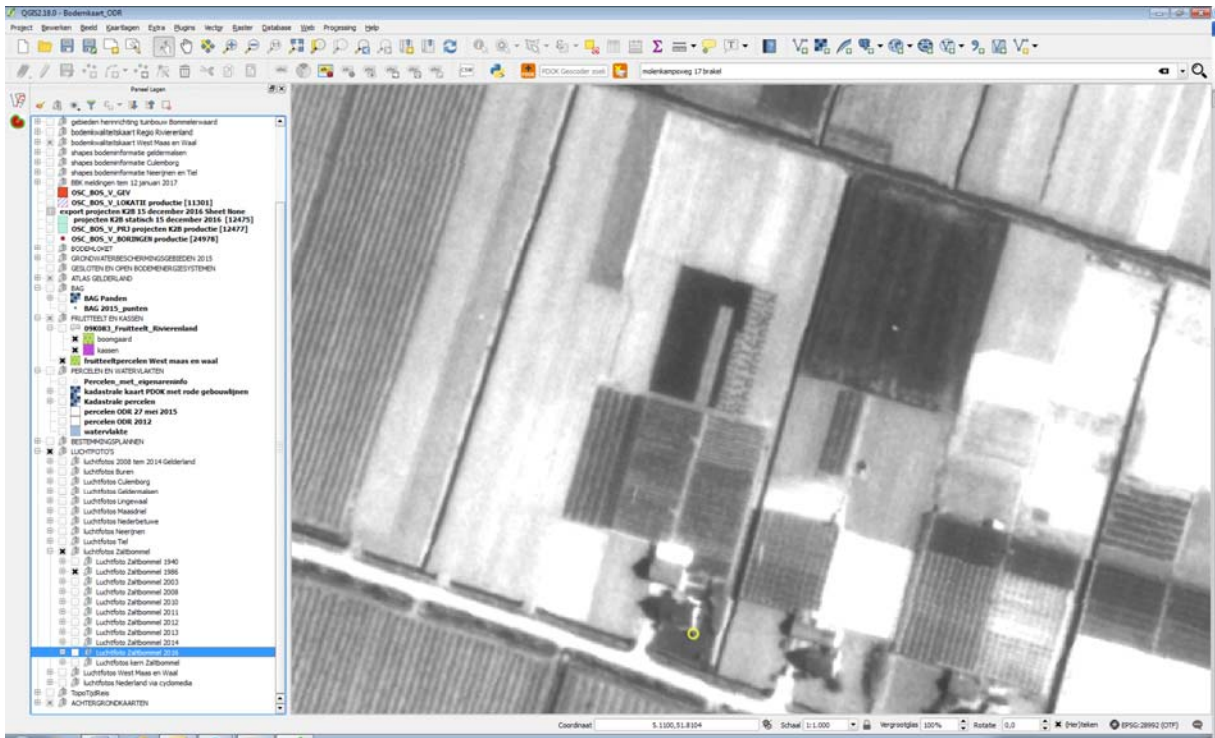 QGIS2.18.0 - Bodemkaart_ODR
Project Bewerken Beeld Kaartlagen Extra Plugins Vector Raster Database Web Processing Help
CSW PDOK Geocoder zoek molenkampsweg 17 brakel
Paneel Lagen
gebieden herinrichting tuinbouw Bommelerwaard
bodemkwaliteitskaart Regio Rivierenland
bodemkwaliteitskaart West Maas en Waal
shapes bodeminformatie geldermalsen
shapes bodeminformatie Culemborg
shapes bodeminformatie Neerijnen en Tiel
BBK meldingen tem 12 januari 2017
OSC_BOS_V_GEV
OSC_BOS_V_LOKATIE productie [11301]
export projecten K2B 15 december 2016 Sheet None
projecten K2B statisch 15 december 2016 [12475]
OSC_BOS_V_PRJ projecten K2B productie [12477]
OSC_BOS_V_BORINGEN productie [24978]
BODEMLOKET
GRONDWATERBESCHERMINGSGEBIEDEN 2015
GESLOTEN EN OPEN BODEMENERGIESYSTEMEN
ATLAS GELDERLAND
BAG
BAG Panden
BAG 2015_punten
FRUITTEELT EN KASSEN
09K083_Fruitteelt_Rivierenland
boomgaard
kassen
fruitteeltpercelen West maas en waal
PERCELEN EN WATERVLAKTEN
Percelen_met_eigenareninfo
kadastrale kaart PDOK met rode gebouwlijnen
Kadastrale percelen
percelen ODR 27 mei 2015
percelen ODR 2012
watervlakte
BESTEMMINGSPLANNEN
LUCHTFOTO'S
luchtfotos 2008 tem 2014 Gelderland
luchtfotos Buren
luchtfotos Culemborg
luchtfotos Geldermalsen
luchtfotos Lingewaal
luchtfotos Maasdriel
luchtfotos Nederbetuwe
luchtfotos Neerijnen
luchtfotos Tiel
luchtfotos Zaltbommel
Luchtfoto Zaltbommel 1940
Luchtfoto Zaltbommel 1986
Luchtfoto Zaltbommel 2003
Luchtfoto Zaltbommel 2008
Luchtfoto Zaltbommel 2010
Luchtfoto Zaltbommel 2011
Luchtfoto Zaltbommel 2012
Luchtfoto Zaltbommel 2013
Luchtfoto Zaltbommel 2014
Luchtfoto Zaltbommel 2016
Luchtfotos kern Zaltbommel
Luchtfotos West Maas en Waal
luchtfotos Nederland via cyclomedia
TopoTijdReis
ACHTERGRONDKAARTEN
Coordinaat 5.1100,51.8104 Schaal 1:1.000 Vergrootglas 100% Rotatie 0,0 (Her)teken EPSG:28992 (OTF)